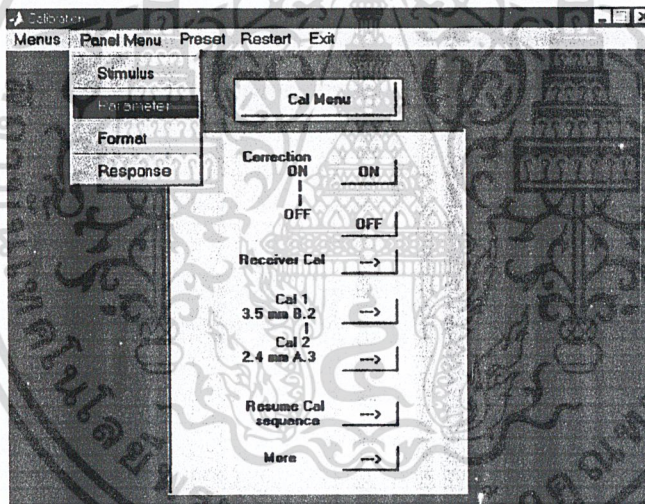 Calibration
Menus Panel Menu Preset Restart Exit
Stimulus
Parameter
Format
Response
Cal Menu
Correction
ON ON
OFF OFF
Receiver Cal -->
Cal 1
3.5 mm B.2 -->
Cal 2
2.4 mm A.3 -->
Resume Cal
sequence -->
More -->